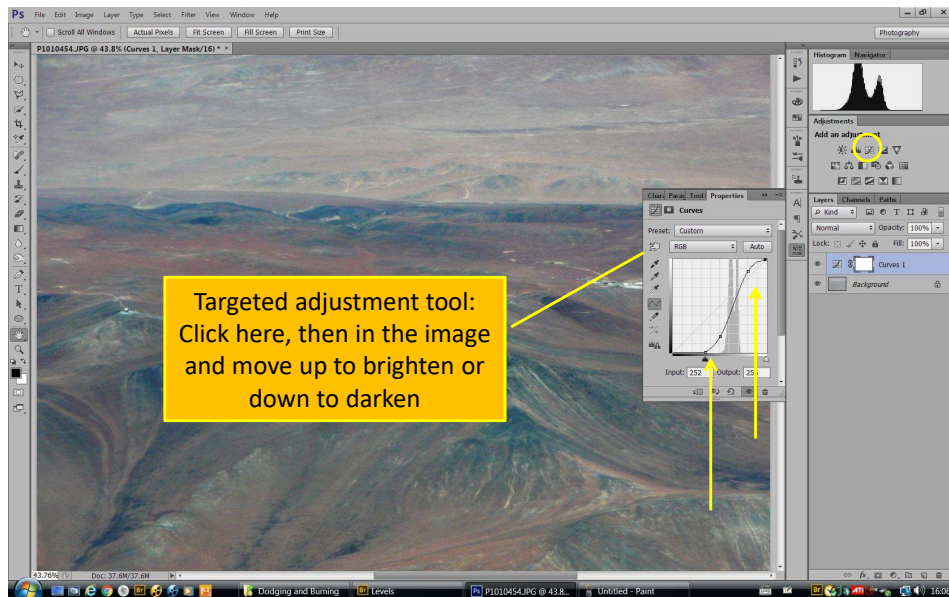 Ps File Edit Image Layer Type Select Filter View Window Help
Scroll All Windows Actual Pixels Fit Screen Fill Screen Print Size Photography
P1010454.JPG @ 43.8% (Curves 1, Layer Mask/16) * ×
Histogram Navigator
Adjustments
Add an adjustment
Properties
Curves
Preset: Custom
RGB Auto
Input: 252 Output: 255
Layers Channels Paths
Kind
Normal Opacity: 100%
Lock: Fill: 100%
Curves 1
Background
Targeted adjustment tool:
Click here, then in the image
and move up to brighten or
down to darken
43.76% Doc: 37.6M/37.6M
Dodging and Burning Levels P1010454.JPG @ 43.8... Untitled - Paint